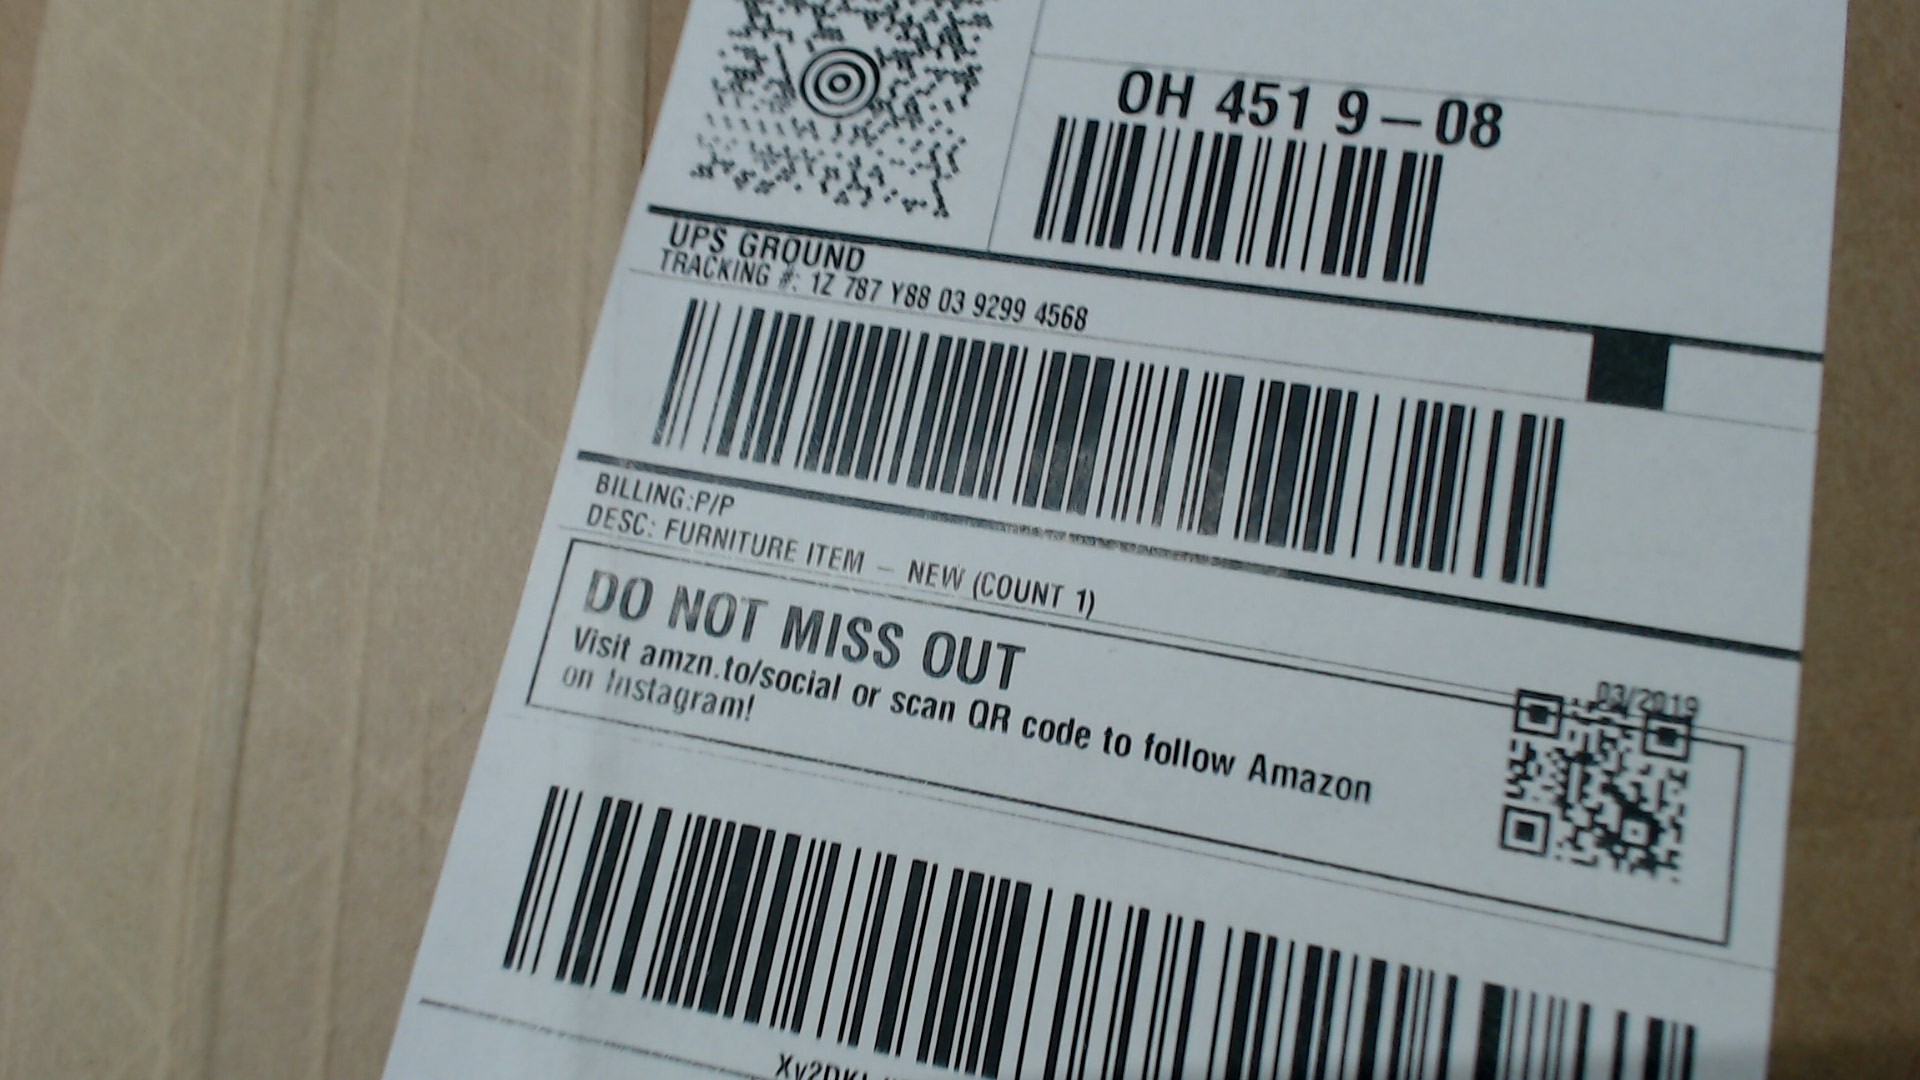 OH 451 9-08
UPS GROUND
TRACKING #: 1Z 787 Y88 03 9299 4568
BILLING:P/P
DESC: FURNITURE ITEM - NEW (COUNT 1)
DO NOT MISS OUT
Visit amzn.to/social or scan QR code to follow Amazon
on Instagram!
03/2019